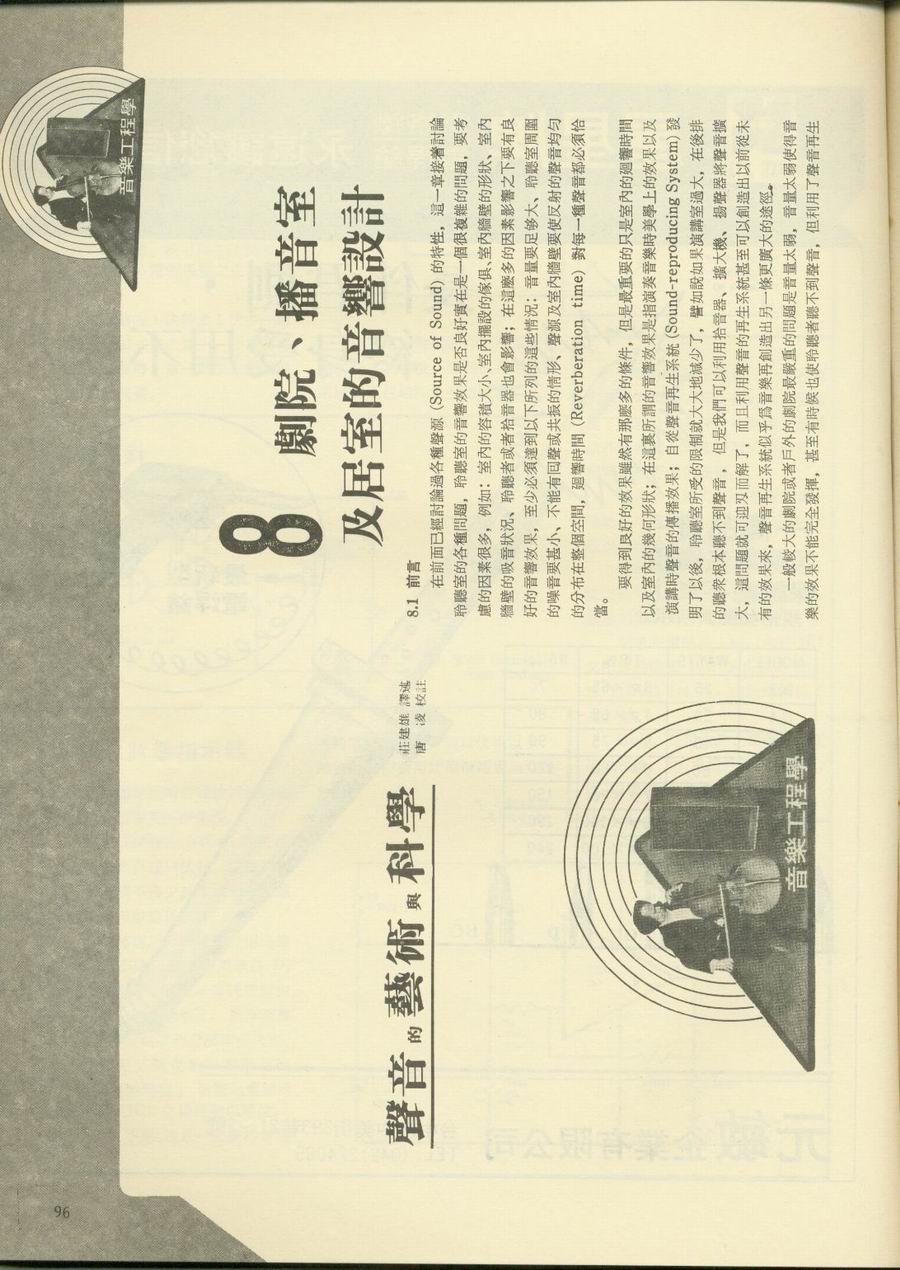 音樂工程學
聲音的藝術與科學
莊建雄 譯述
唐 凌 校註
音樂工程學
8 劇院、播音室
及居室的音響設計
8.1 前言
在前面已經討論過各種聲源 (Source of Sound) 的特性，這一章接着討論
聆聽室的各種問題，聆聽室的音響效果是否良好實在是一個很複雜的問題，要考
慮的因素很多，例如：室內的容積大小、室內擺設的傢俱、室內牆壁的形狀、室內
牆壁的吸音狀況、聆聽者或者拾音器也會影響；在這麼多的因素影響之下要有良
好的音響效果，至少必須達到以下所列的這些情況：音量要足夠大、聆聽室周圍
的噪音要甚小、不能有回聲或共振的情形、聲源及室內牆壁要使反射的聲音均勻
的分布在整個空間，廻響時間 (Reverberation time) 對每一種聲音都必須恰
當。
要得到良好的效果雖然有那麽多的條件，但是最重要的只是室內的廻響時間
以及室內的幾何形狀；在這裏所謂的音響效果是指演奏音樂時美學上的效果以及
演講時聲音的傳播效果；自從聲音再生系統 (Sound-reproducing System) 發
明了以後，聆聽室所受的限制就大大地減少了，譬如說如果演講室過大，在後排
的聽衆根本聽不到聲音，但是我們可以利用拾音器、擴大機、揚聲器將聲音擴
大，這問題就可迎刃而解了，而且利用聲音的再生系統甚至可以創造出以前從未
有的效果來，聲音再生系統似乎爲音樂再創造出另一條更廣大的途徑。
一般較大的劇院或者戶外的劇院最嚴重的問題是音量太弱，音量太弱使得音
樂的效果不能完全發揮，甚至有時候也使聆聽者聽不到聲音，但利用了聲音再生
96